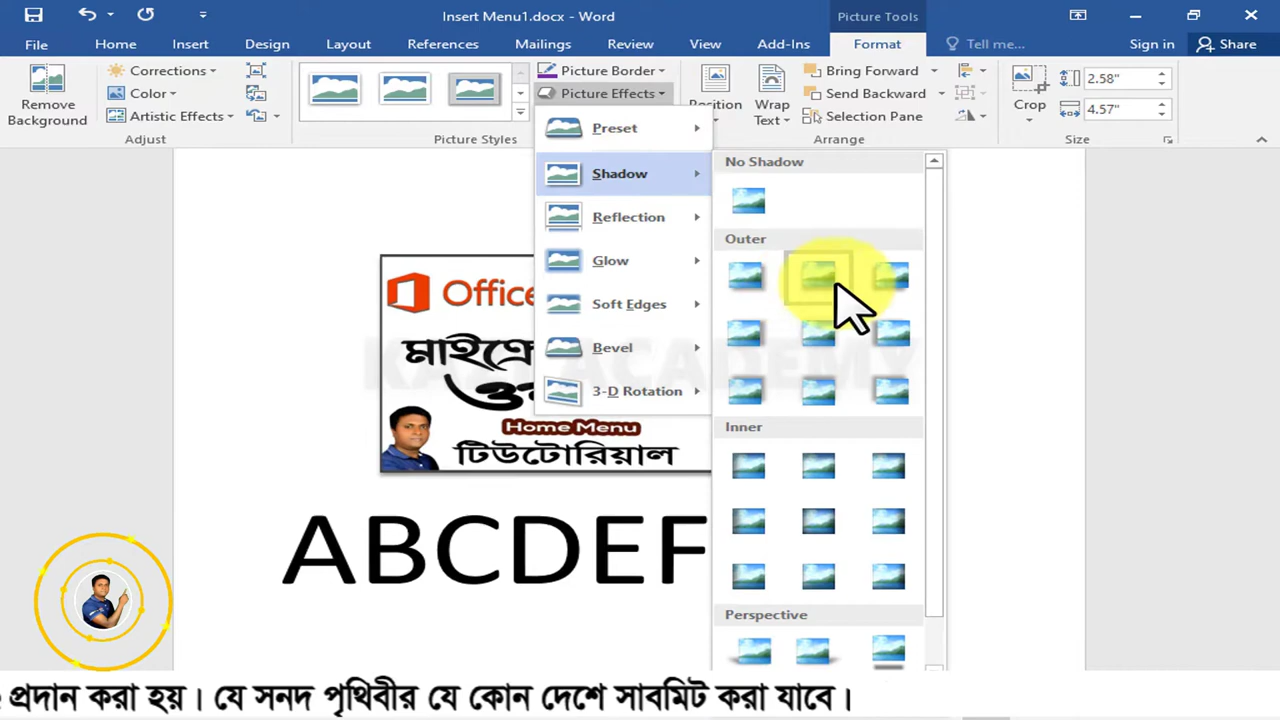 Insert Menu1.docx - Word
Picture Tools
File Home Insert Design Layout References Mailings Review View Add-Ins Format Tell me... Sign in Share
Remove Background
Corrections
Color
Artistic Effects
Adjust
Picture Styles
Picture Border
Picture Effects
Position
Wrap Text
Bring Forward
Send Backward
Selection Pane
Arrange
Crop
2.58"
4.57"
Size
Preset
Shadow
Reflection
Glow
Soft Edges
Bevel
3-D Rotation
No Shadow
Outer
Inner
Perspective
Office
Home Menu
টিউটোরিয়াল
ABCDEF
ACADEMY
প্রদান করা হয়। যে সনদ পৃথিবীর যে কোন দেশে সাবমিট করা যাবে।